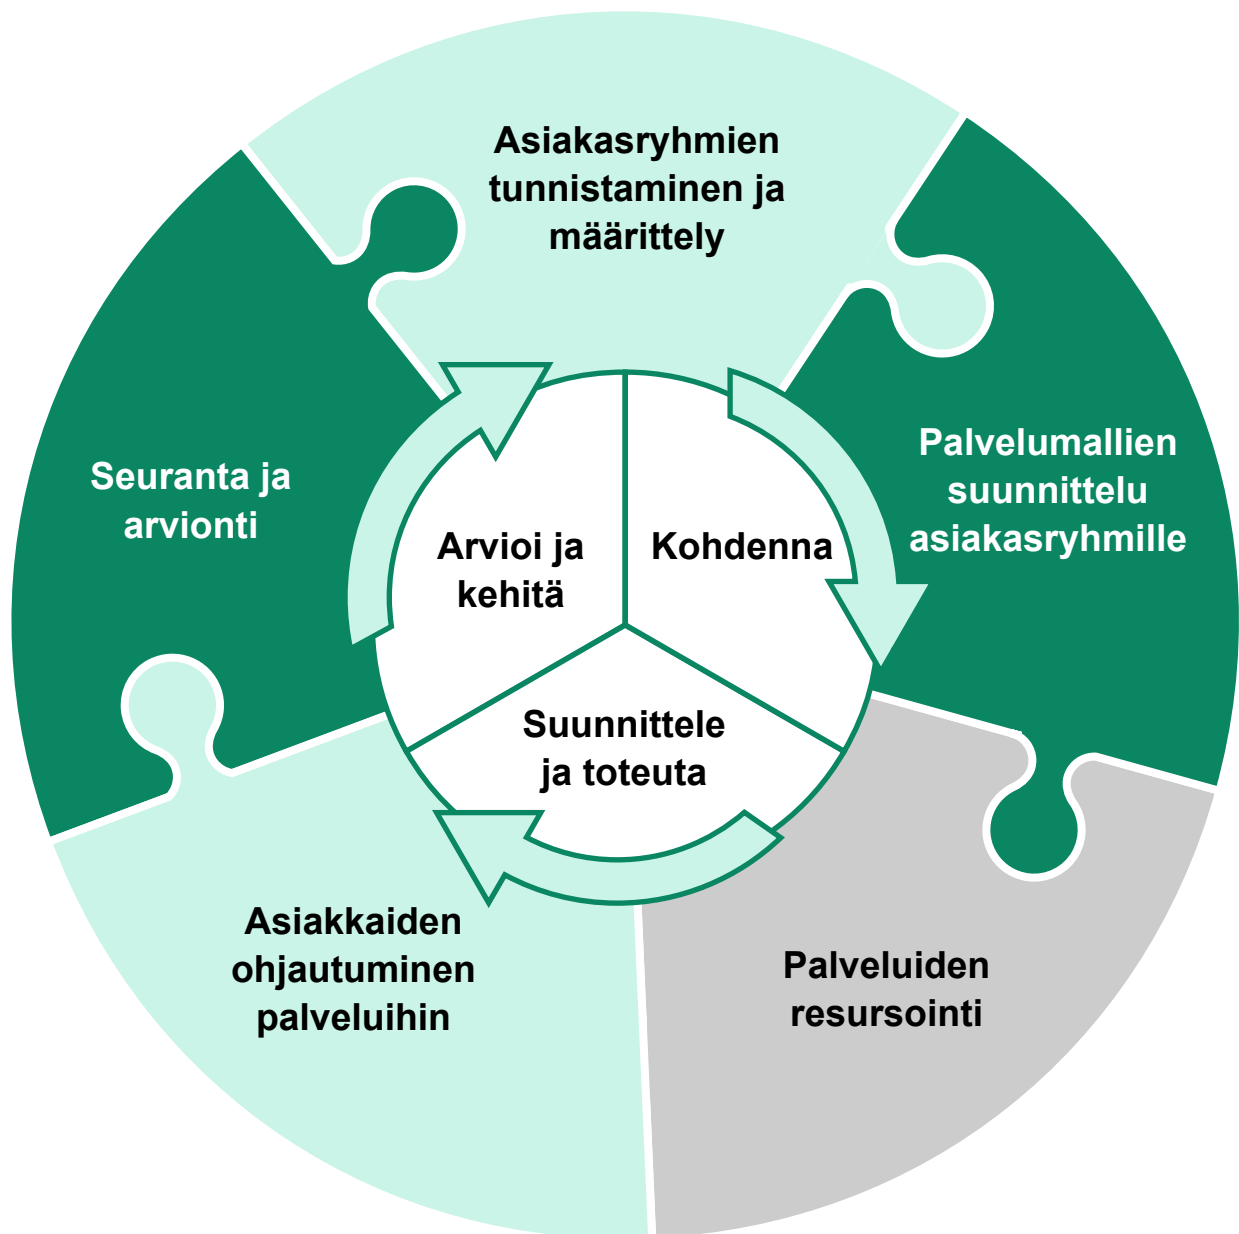 Asiakasryhmien
tunnistaminen ja
määrittely
Palvelumallien
suunnittelu
asiakasryhmille
Palveluiden
resursointi
Asiakkaiden
ohjautuminen
palveluihin
Seuranta ja
arvionti
Kohdenna
Suunnittele
ja toteuta
Arvioi ja
kehitä